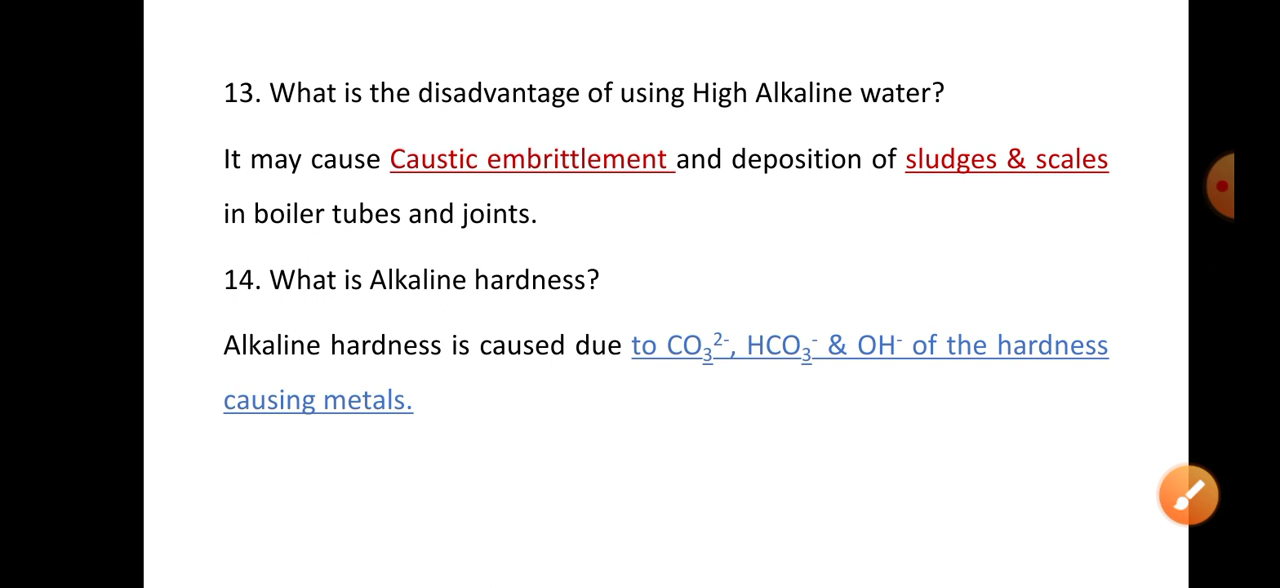 13. What is the disadvantage of using High Alkaline water?
It may cause Caustic embrittlement and deposition of sludges & scales
in boiler tubes and joints.
14. What is Alkaline hardness?
Alkaline hardness is caused due to CO₃²⁻, HCO₃⁻ & OH⁻ of the hardness
causing metals.